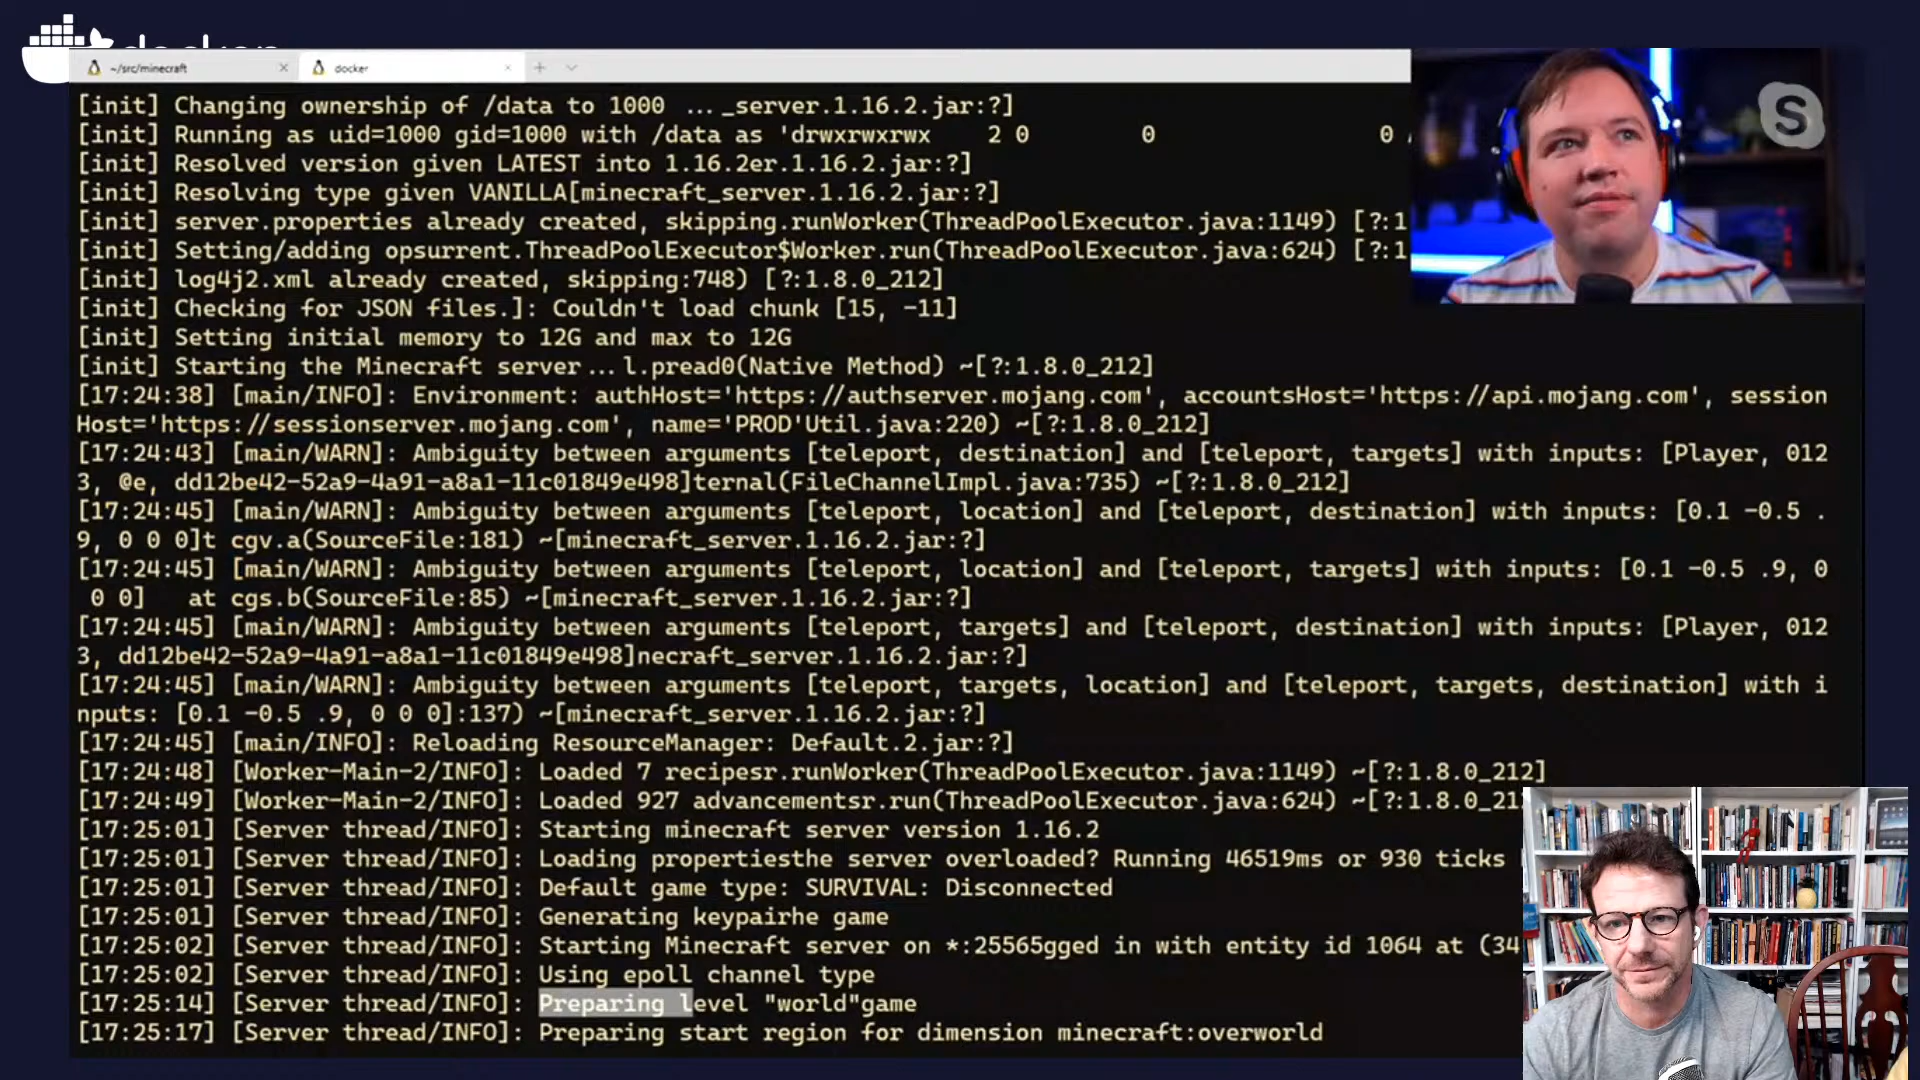 docker
~/src/minecraft × docker × +
[init] Changing ownership of /data to 1000 ..._server.1.16.2.jar:?]
[init] Running as uid=1000 gid=1000 with /data as 'drwxrwxrwx    2 0        0                0
[init] Resolved version given LATEST into 1.16.2er.1.16.2.jar:?]
[init] Resolving type given VANILLA[minecraft_server.1.16.2.jar:?]
[init] server.properties already created, skipping.runWorker(ThreadPoolExecutor.java:1149) [?:1
[init] Setting/adding opsurrent.ThreadPoolExecutor$Worker.run(ThreadPoolExecutor.java:624) [?:1
[init] log4j2.xml already created, skipping:748) [?:1.8.0_212]
[init] Checking for JSON files.]: Couldn't load chunk [15, -11]
[init] Setting initial memory to 12G and max to 12G
[init] Starting the Minecraft server...l.pread0(Native Method) ~[?:1.8.0_212]
[17:24:38] [main/INFO]: Environment: authHost='https://authserver.mojang.com', accountsHost='https://api.mojang.com', session
Host='https://sessionserver.mojang.com', name='PROD'Util.java:220) ~[?:1.8.0_212]
[17:24:43] [main/WARN]: Ambiguity between arguments [teleport, destination] and [teleport, targets] with inputs: [Player, 012
3, @e, dd12be42-52a9-4a91-a8a1-11c01849e498]ternal(FileChannelImpl.java:735) ~[?:1.8.0_212]
[17:24:45] [main/WARN]: Ambiguity between arguments [teleport, location] and [teleport, destination] with inputs: [0.1 -0.5 .
9, 0 0 0]t cgv.a(SourceFile:181) ~[minecraft_server.1.16.2.jar:?]
[17:24:45] [main/WARN]: Ambiguity between arguments [teleport, location] and [teleport, targets] with inputs: [0.1 -0.5 .9, 0
0 0]   at cgs.b(SourceFile:85) ~[minecraft_server.1.16.2.jar:?]
[17:24:45] [main/WARN]: Ambiguity between arguments [teleport, targets] and [teleport, destination] with inputs: [Player, 012
3, dd12be42-52a9-4a91-a8a1-11c01849e498]necraft_server.1.16.2.jar:?]
[17:24:45] [main/WARN]: Ambiguity between arguments [teleport, targets, location] and [teleport, targets, destination] with i
nputs: [0.1 -0.5 .9, 0 0 0]:137) ~[minecraft_server.1.16.2.jar:?]
[17:24:45] [main/INFO]: Reloading ResourceManager: Default.2.jar:?]
[17:24:48] [Worker-Main-2/INFO]: Loaded 7 recipesr.runWorker(ThreadPoolExecutor.java:1149) ~[?:1.8.0_212]
[17:24:49] [Worker-Main-2/INFO]: Loaded 927 advancementsr.run(ThreadPoolExecutor.java:624) ~[?:1.8.0_21
[17:25:01] [Server thread/INFO]: Starting minecraft server version 1.16.2
[17:25:01] [Server thread/INFO]: Loading propertiesthe server overloaded? Running 46519ms or 930 ticks
[17:25:01] [Server thread/INFO]: Default game type: SURVIVAL: Disconnected
[17:25:01] [Server thread/INFO]: Generating keypairhe game
[17:25:02] [Server thread/INFO]: Starting Minecraft server on *:25565gged in with entity id 1064 at (34
[17:25:02] [Server thread/INFO]: Using epoll channel type
[17:25:14] [Server thread/INFO]: Preparing level "world"game
[17:25:17] [Server thread/INFO]: Preparing start region for dimension minecraft:overworld
S